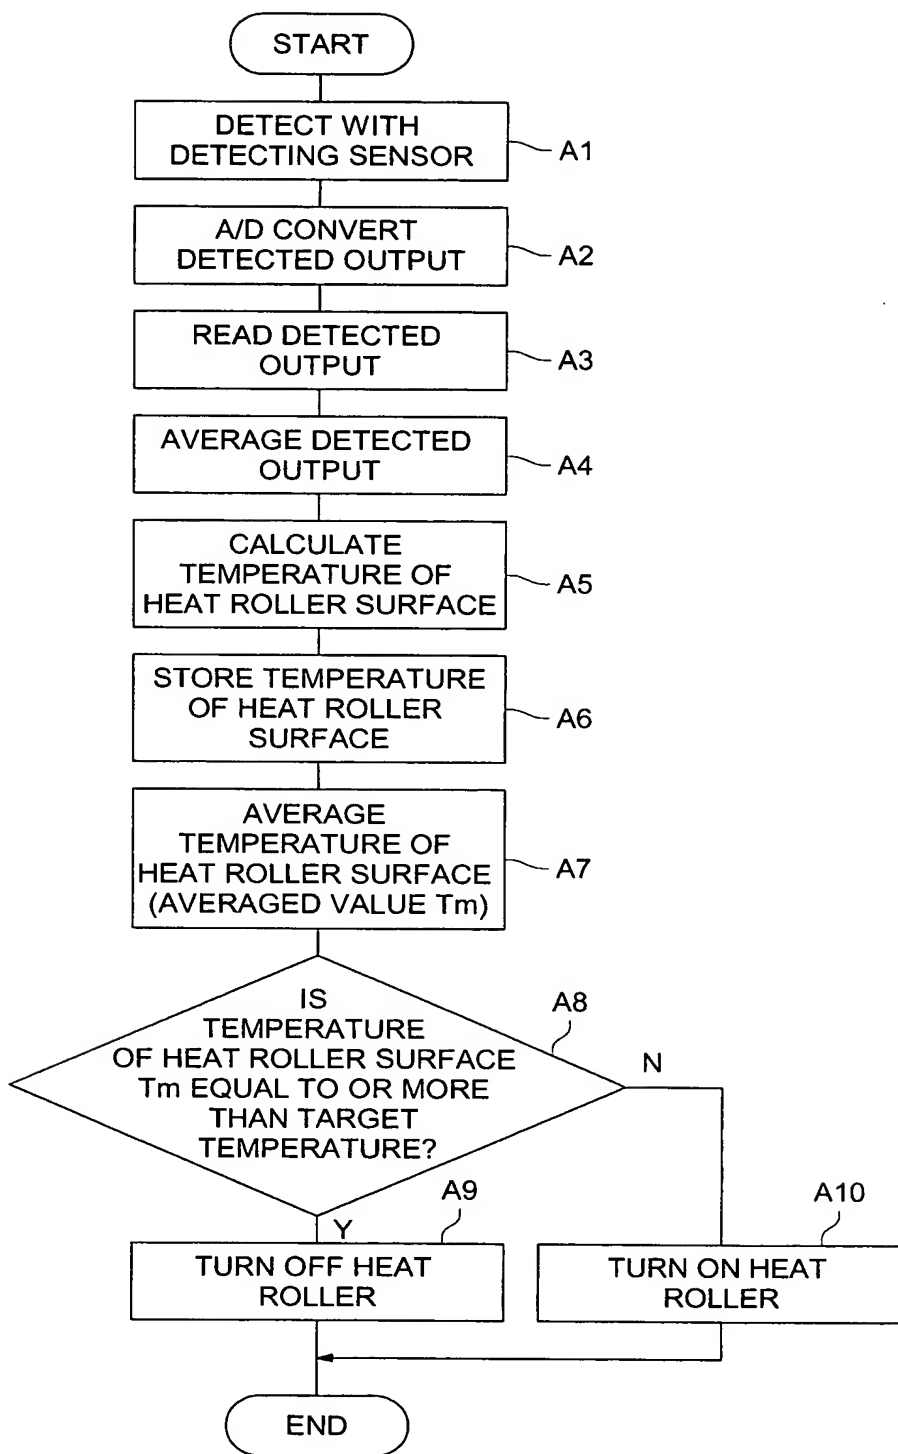 START
DETECT WITH
DETECTING SENSOR
A1
A/D CONVERT
DETECTED OUTPUT
A2
READ DETECTED
OUTPUT
A3
AVERAGE DETECTED
OUTPUT
A4
CALCULATE
TEMPERATURE OF
HEAT ROLLER SURFACE
A5
STORE TEMPERATURE
OF HEAT ROLLER
SURFACE
A6
AVERAGE
TEMPERATURE OF
HEAT ROLLER SURFACE
(AVERAGED VALUE Tm)
A7
IS
TEMPERATURE
OF HEAT ROLLER SURFACE
Tm EQUAL TO OR MORE
THAN TARGET
TEMPERATURE?
A8
N
Y
A9
TURN OFF HEAT
ROLLER
A10
TURN ON HEAT
ROLLER
END